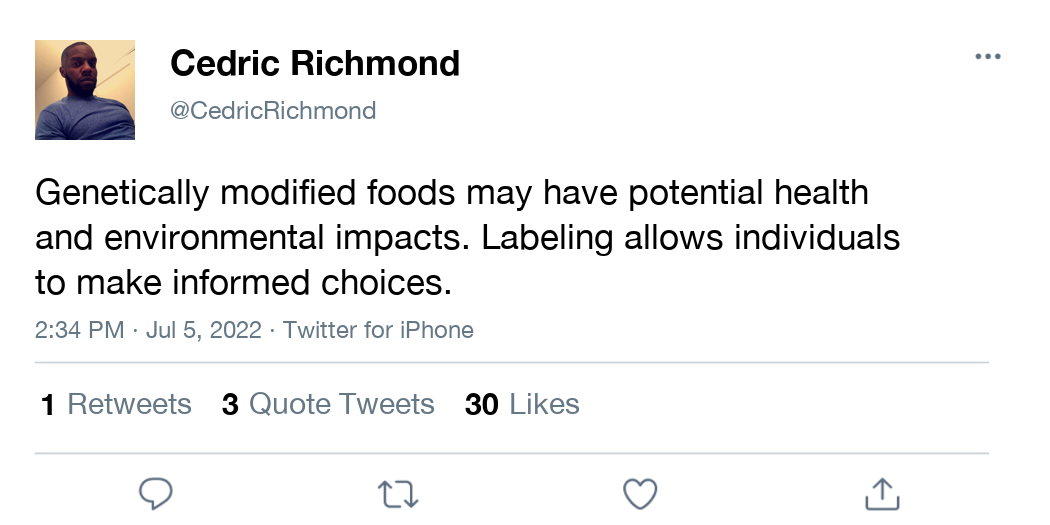 Cedric Richmond
@CedricRichmond
Genetically modified foods may have potential health
and environmental impacts. Labeling allows individuals
to make informed choices.
2:34 PM · Jul 5, 2022 · Twitter for iPhone
1 Retweets 3 Quote Tweets 30 Likes